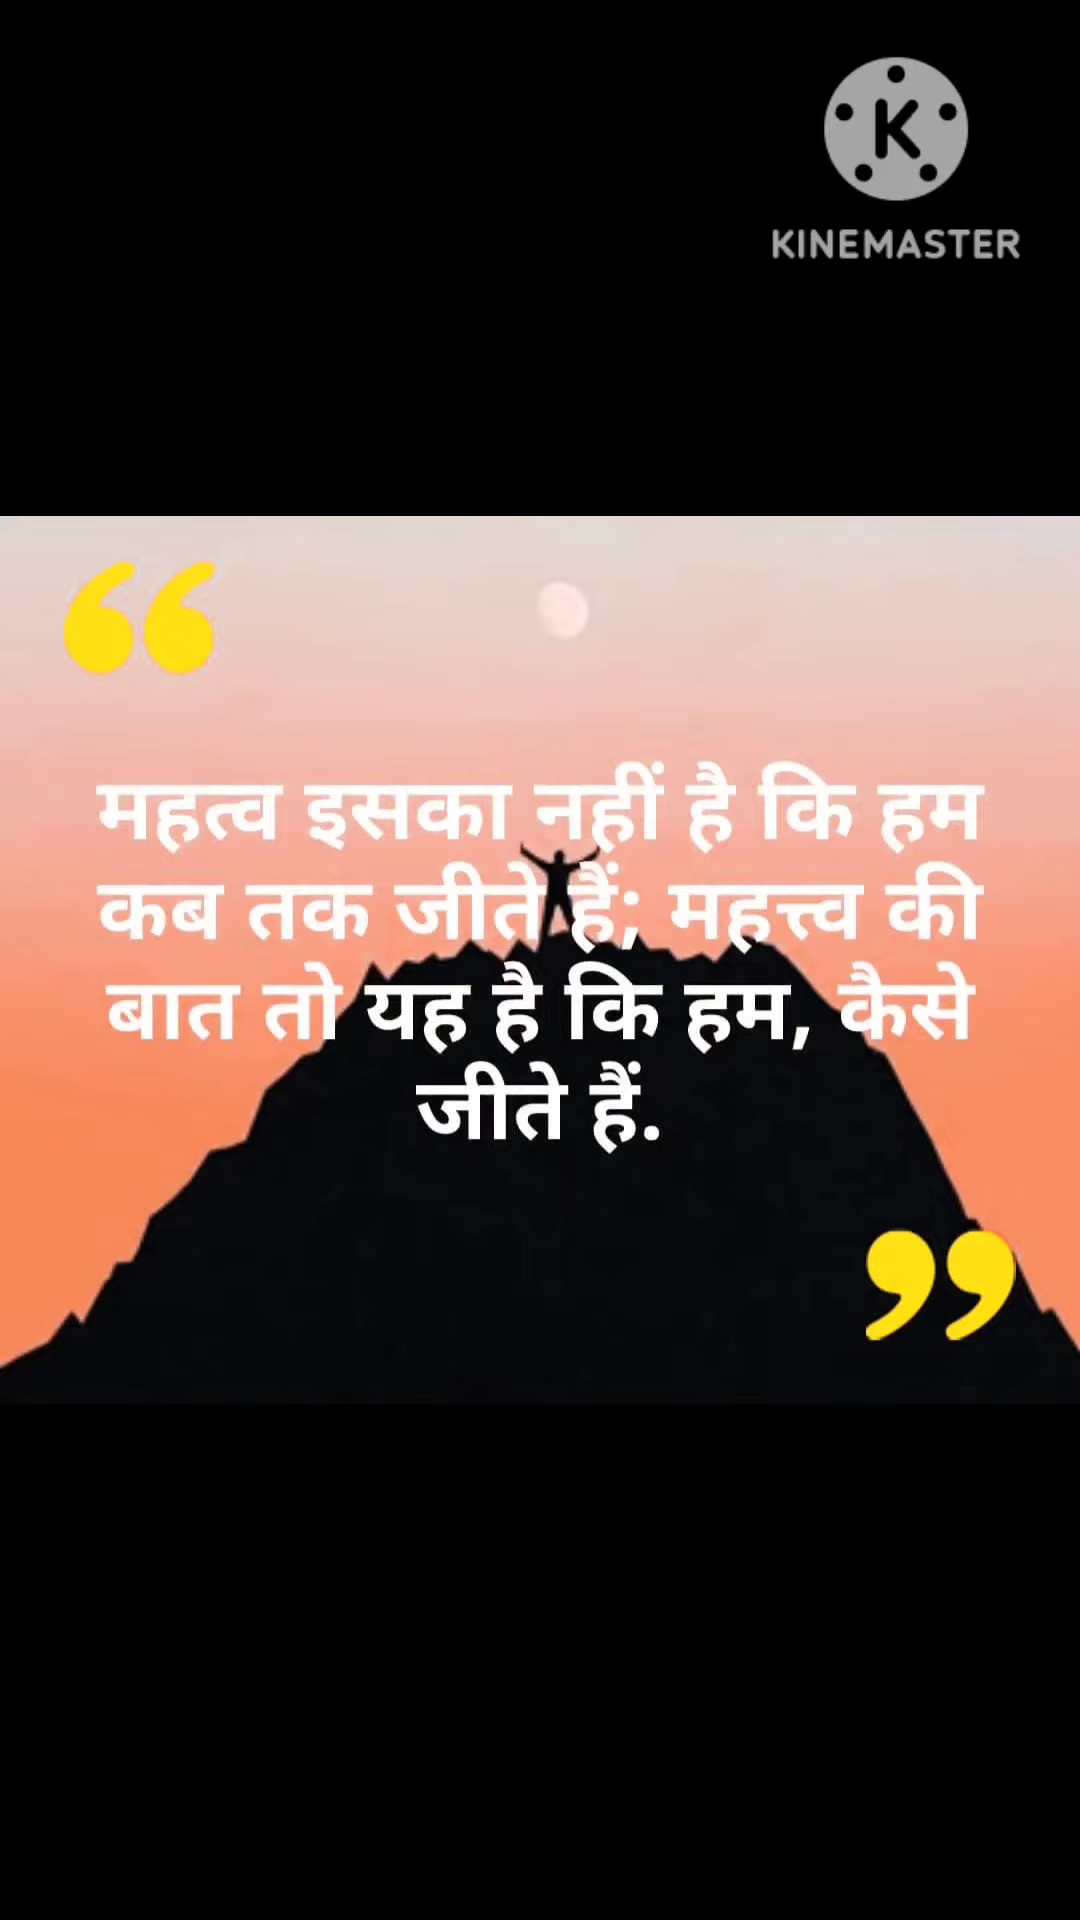 K
KINEMASTER
“
महत्व इसका नहीं है कि हम
कब तक जीते हैं; महत्त्व की
बात तो यह है कि हम, कैसे
जीते हैं.
”